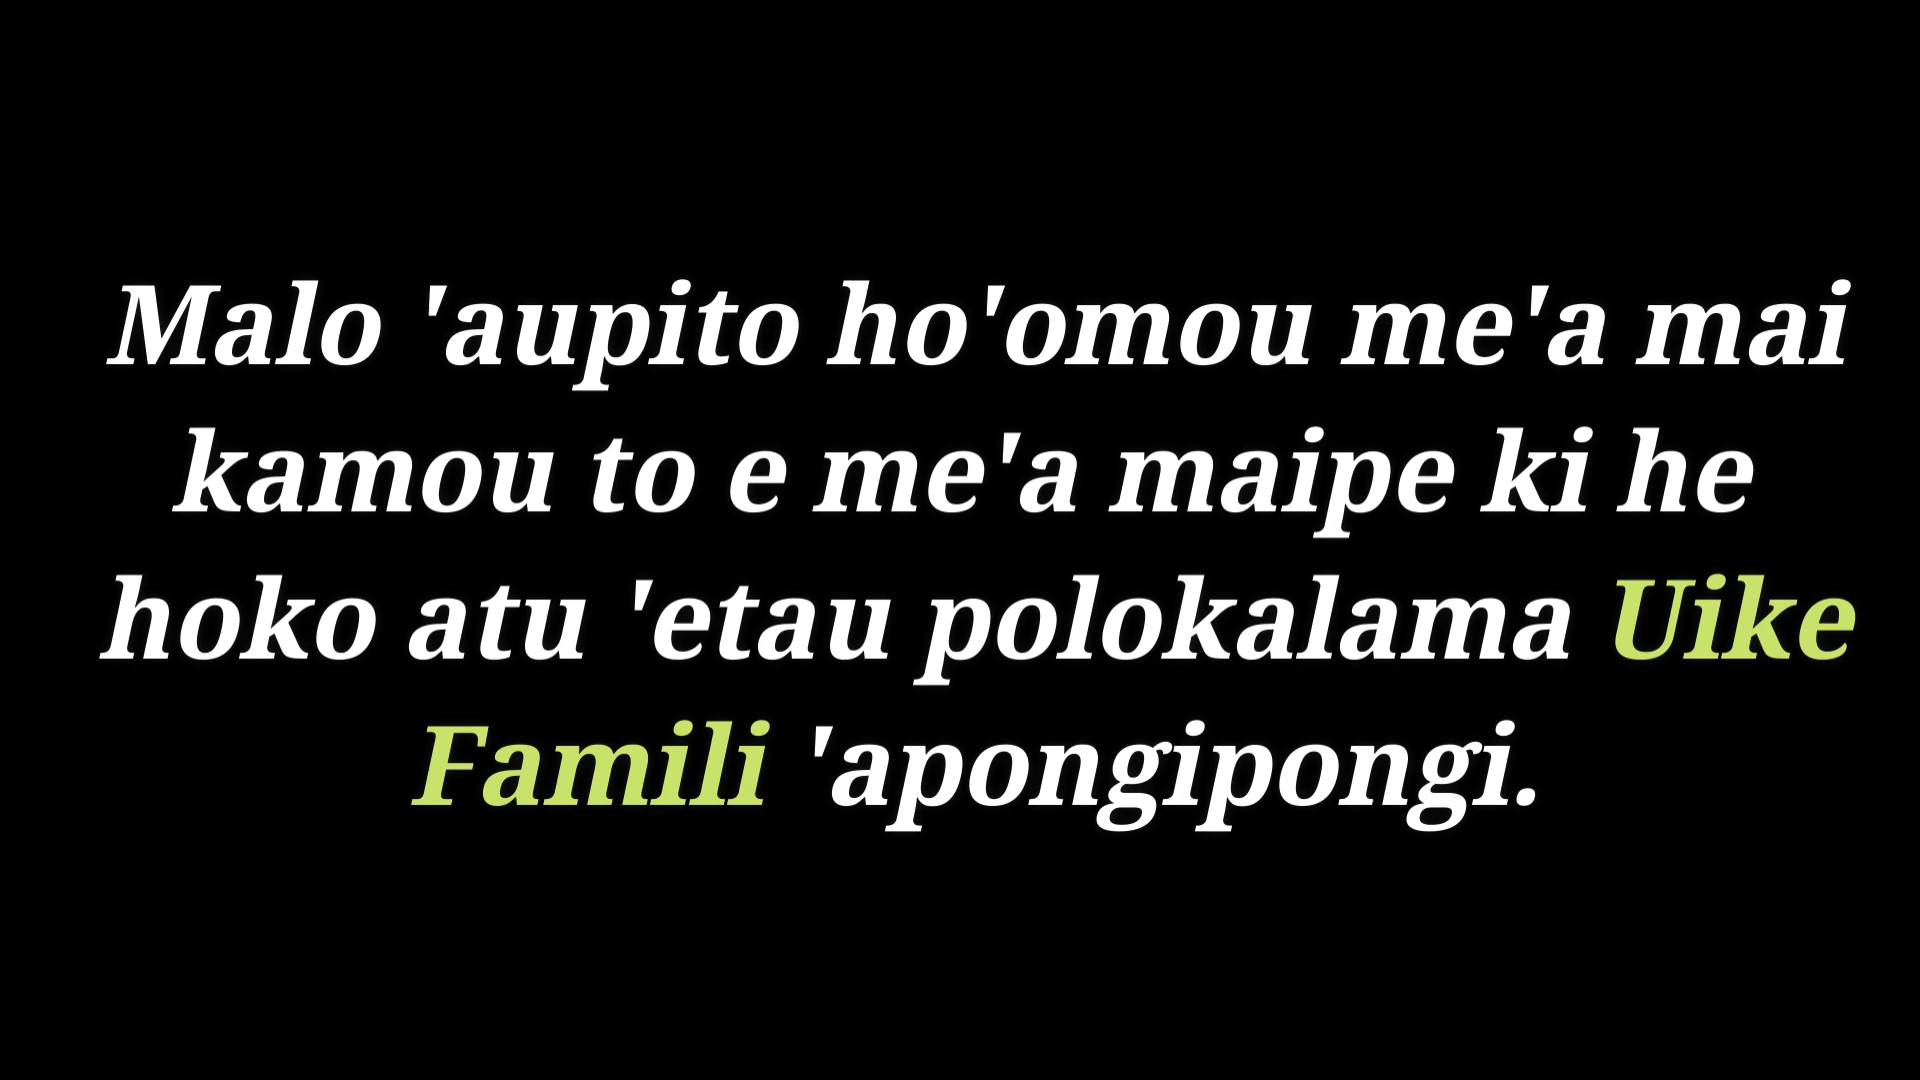 Malo 'aupito ho'omou me'a mai
kamou to e me'a maipe ki he
hoko atu 'etau polokalama Uike
Famili 'apongipongi.